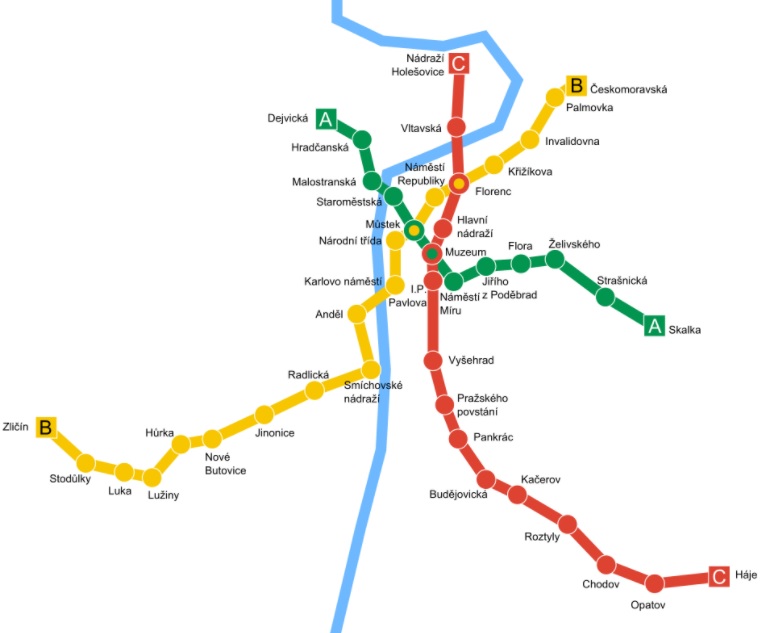 Nádraží
Holešovice
C
B
Českomoravská
Palmovka
Dejvická
A
Vltavská
Hradčanská
Invalidovna
Náměstí
Republiky
Křižíkova
Malostranská
Florenc
Staroměstská
Můstek
Hlavní
nádraží
Národní třída
Muzeum
Flora
Želivského
Karlovo náměstí
I.P.
Pavlova
Náměstí
Míru
Jiřího
z Poděbrad
Strašnická
Anděl
A
Skalka
Vyšehrad
Radlická
Smíchovské
nádraží
Pražského
povstání
Zličín
B
Hůrka
Jinonice
Nové
Butovice
Pankrác
Stodůlky
Luka
Lužiny
Budějovická
Kačerov
Roztyly
Chodov
C
Háje
Opatov